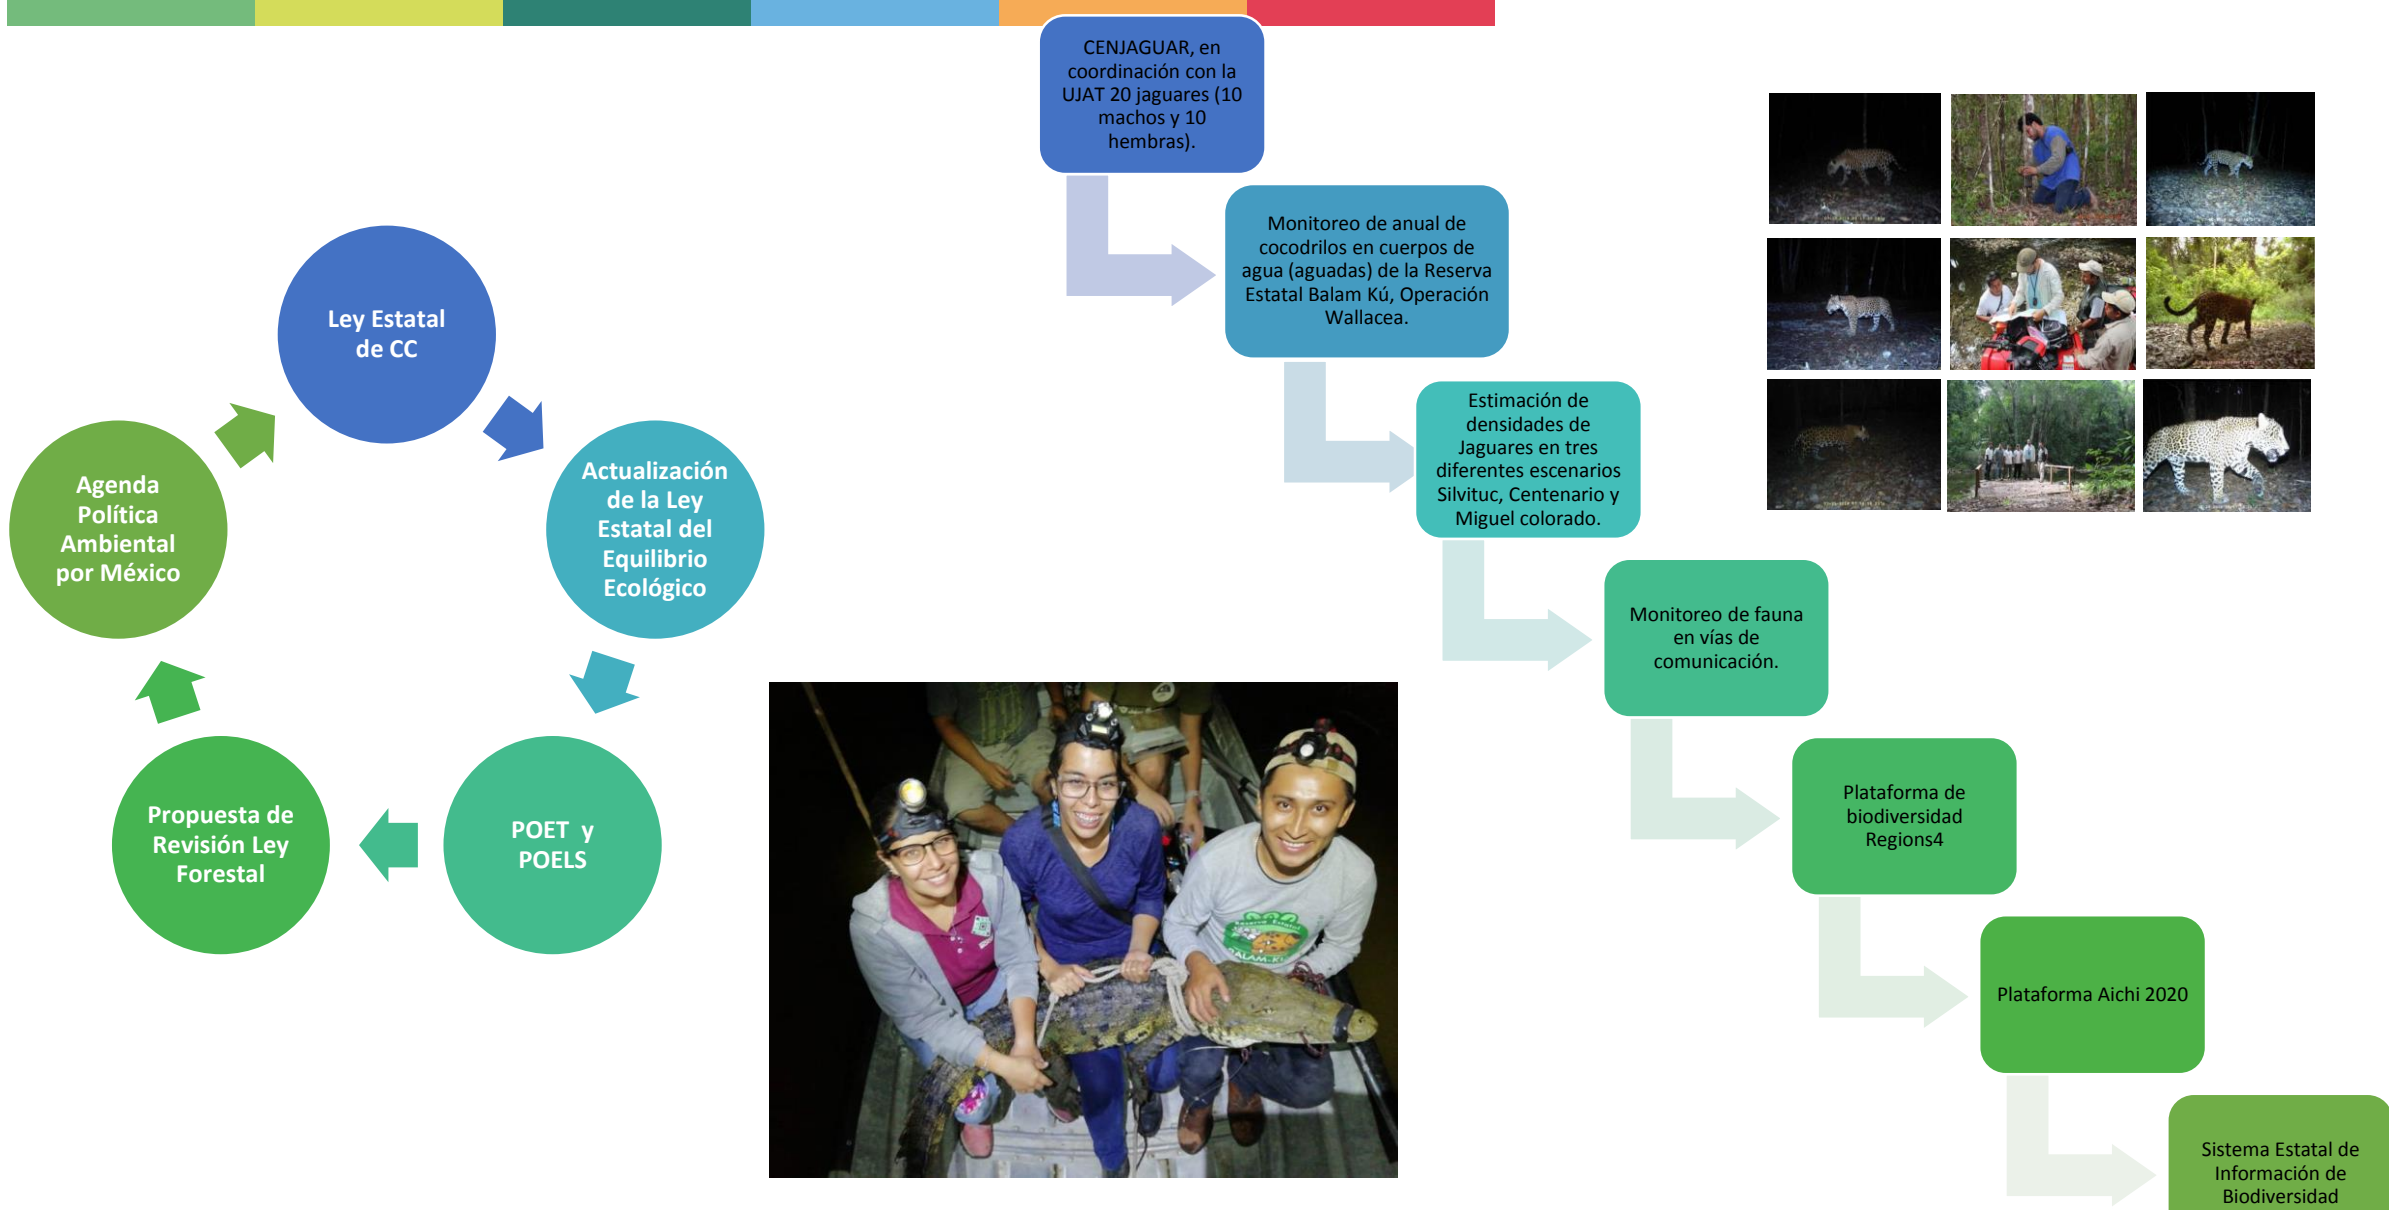 Ley Estatal
de CC
Actualización
de la Ley
Estatal del
Equilibrio
Ecológico
POET y
POELS
Propuesta de
Revisión Ley
Forestal
Agenda
Política
Ambiental
por México
CENJAGUAR, en
coordinación con la
UJAT 20 jaguares (10
machos y 10
hembras).
Monitoreo de anual de
cocodrilos en cuerpos de
agua (aguadas) de la Reserva
Estatal Balam Kú, Operación
Wallacea.
Estimación de
densidades de
Jaguares en tres
diferentes escenarios
Silvituc, Centenario y
Miguel colorado.
Monitoreo de fauna
en vías de
comunicación.
Plataforma de
biodiversidad
Regions4
Plataforma Aichi 2020
Sistema Estatal de
Información de
Biodiversidad
Reserva Estatal
BALAM-K